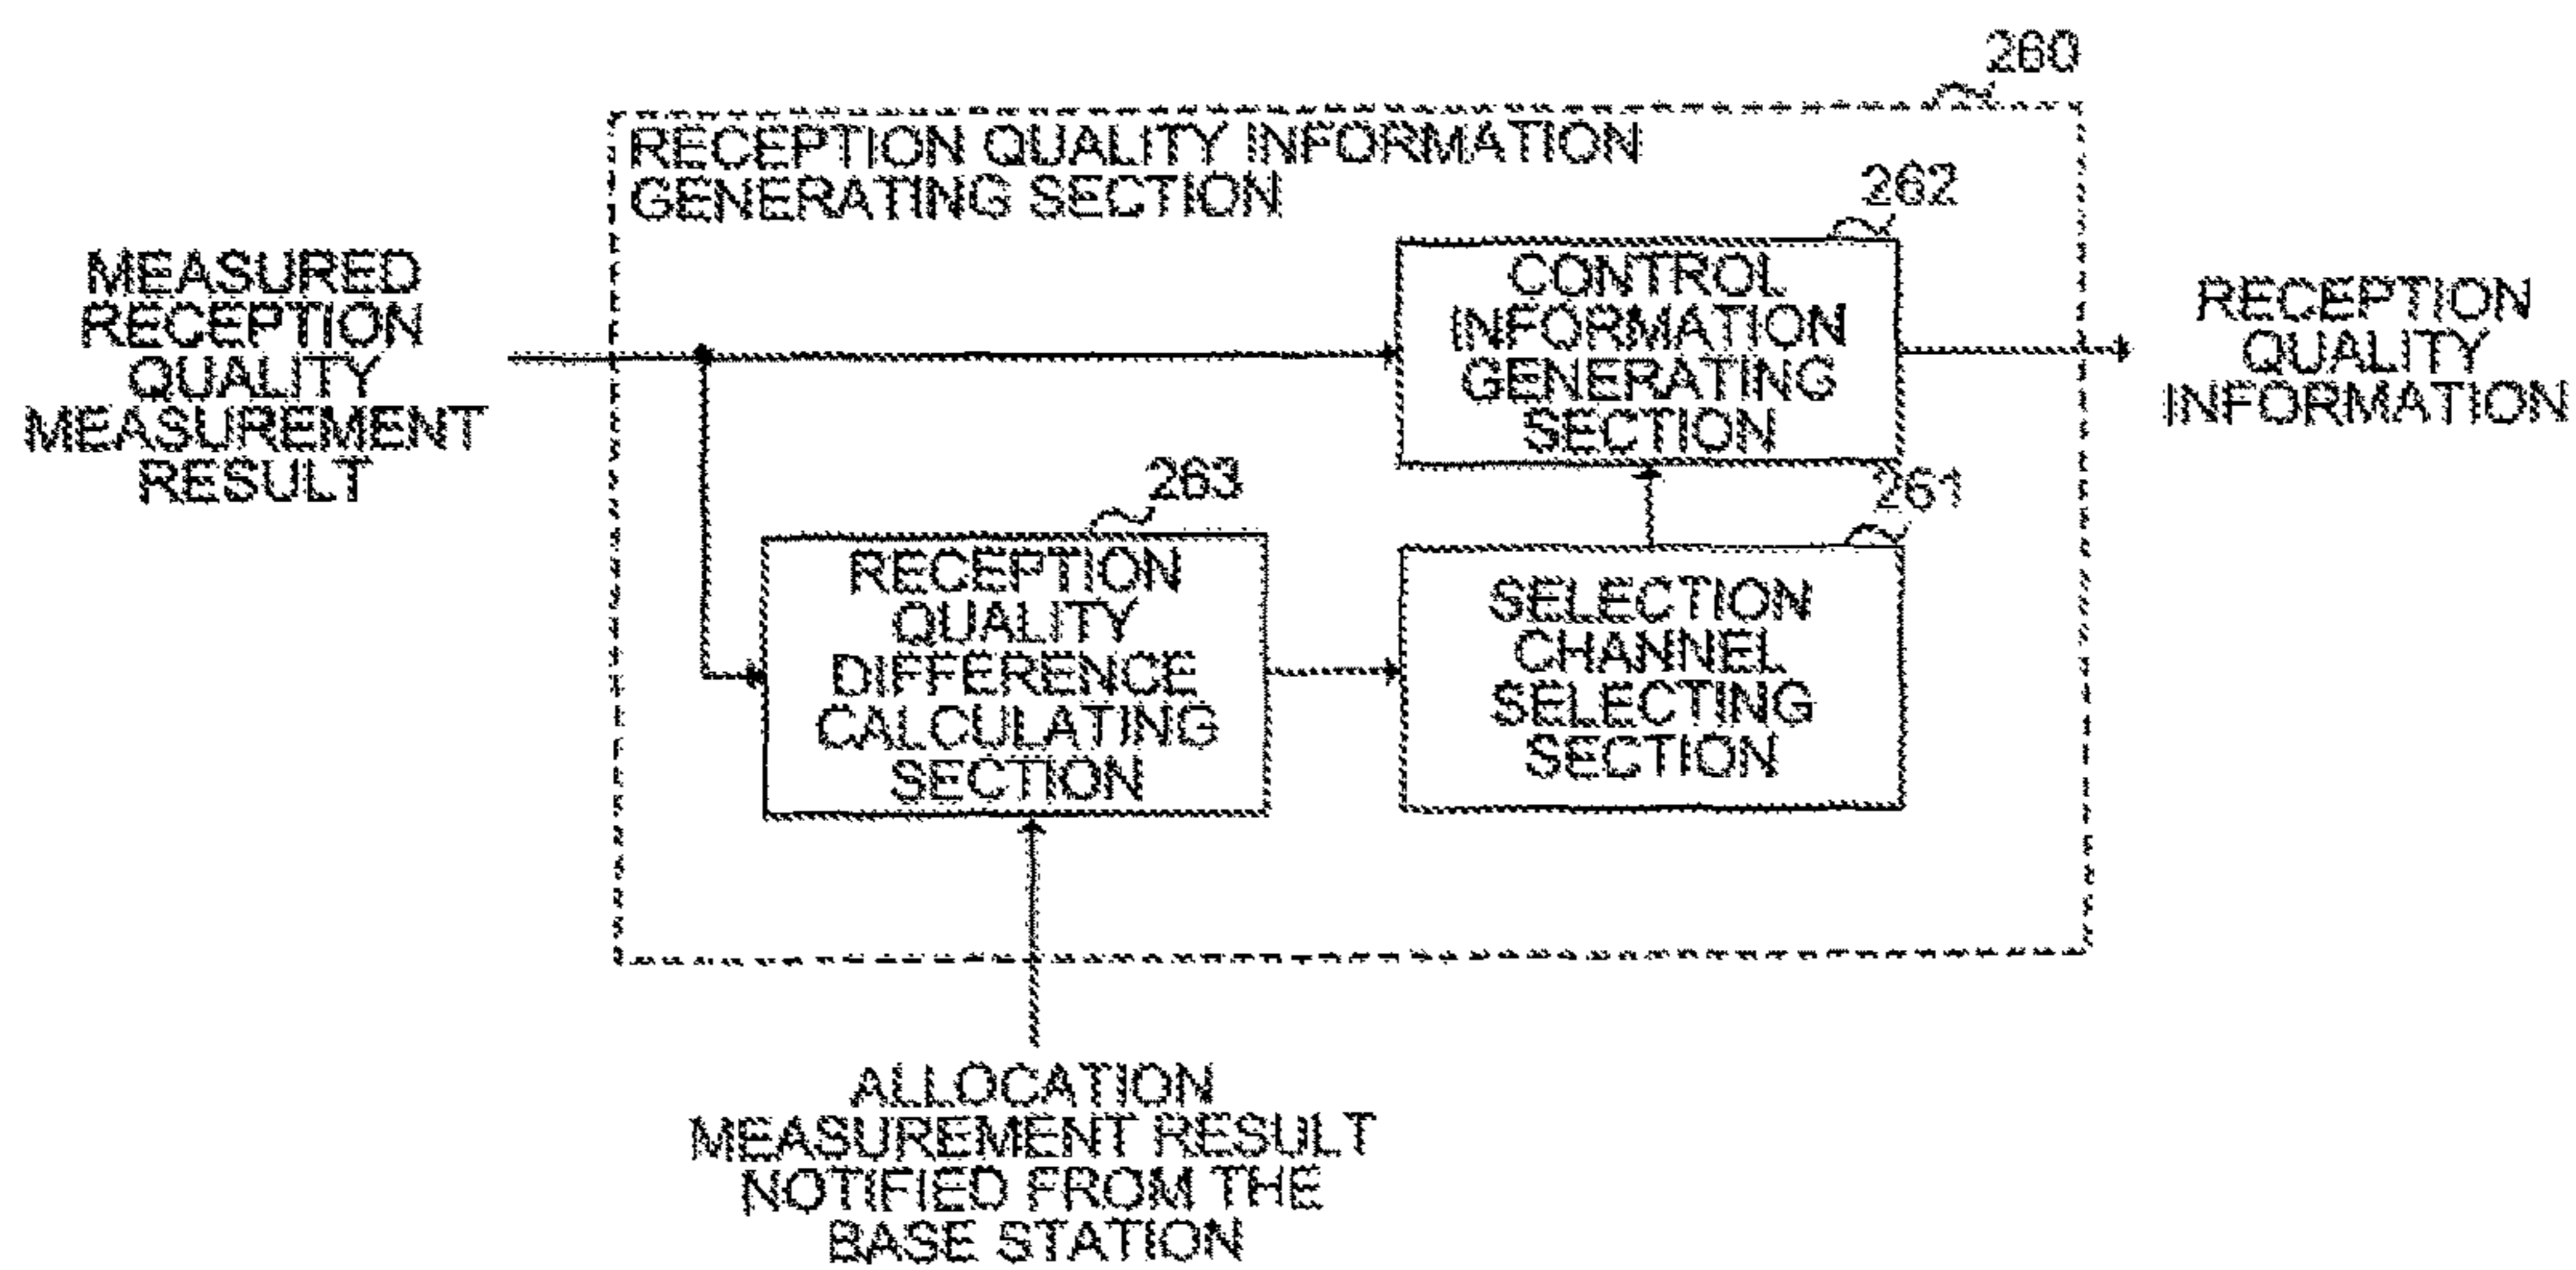 260
RECEPTION QUALITY INFORMATION
GENERATING SECTION
262
MEASURED
RECEPTION
QUALITY
MEASUREMENT
RESULT
CONTROL
INFORMATION
GENERATING
SECTION
RECEPTION
QUALITY
INFORMATION
263
261
RECEPTION
QUALITY
DIFFERENCE
CALCULATING
SECTION
SELECTION
CHANNEL
SELECTING
SECTION
ALLOCATION
MEASUREMENT RESULT
NOTIFIED FROM THE
BASE STATION